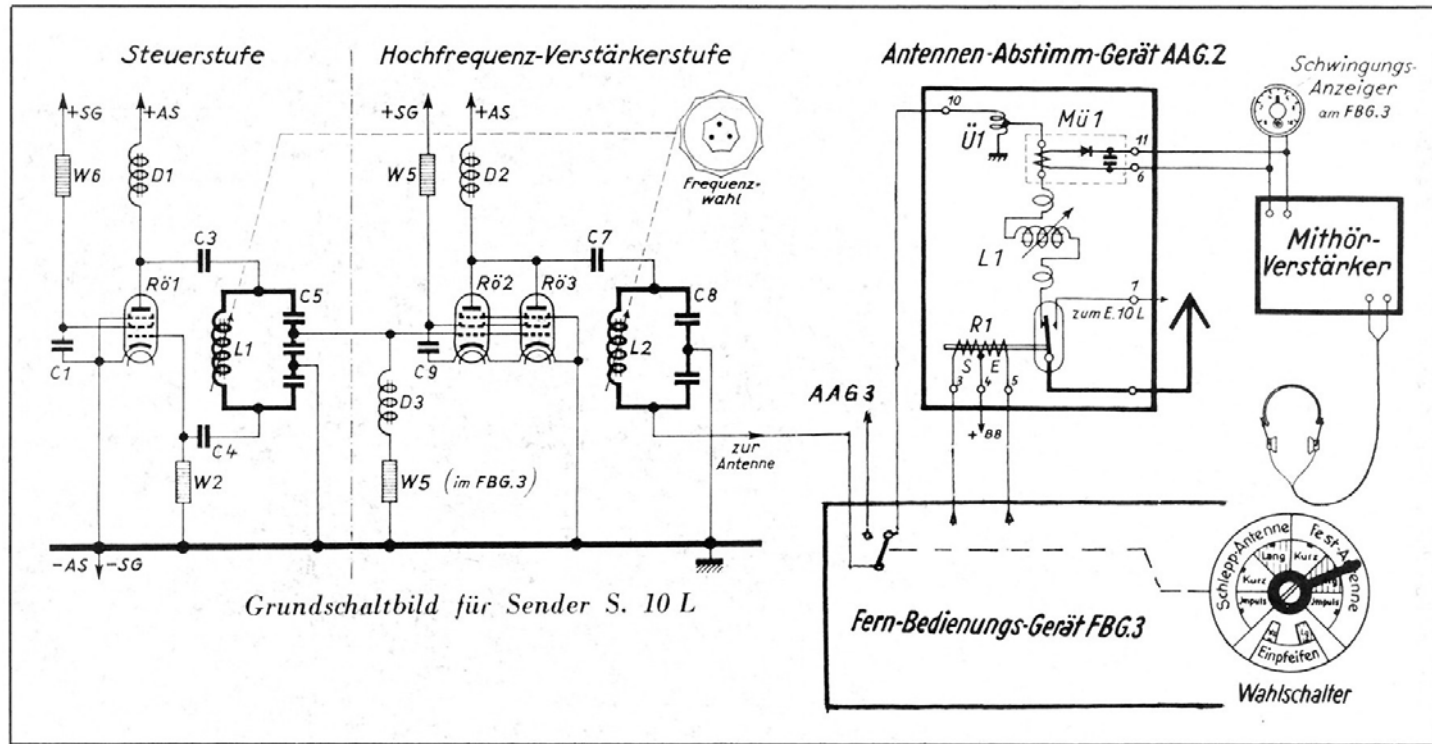 Steuerstufe
Hochfrequenz-Verstärkerstufe
Antennen-Abstimm-Gerät AAG.2
Schwingungs-
Anzeiger
am FBG.3
+SG
+AS
+SG
+AS
W6
D1
W5
D2
Frequenz-
wahl
C3
C7
Rö1
C5
Rö2
Rö3
C8
C1
L1
C9
L2
D3
C4
W2
W5 (im FBG.3)
zur
Antenne
-AS
-SG
Grundschaltbild für Sender S. 10 L
10
Ü1
Mü1
11
6
L1
1
zum E.10 L
R1
S
E
3
4
5
+BB
AAG3
Mithör-
Verstärker
Fern-Bedienungs-Gerät FBG.3
Schlepp-Antenne
Fest-Antenne
Lang
Kurz
Kurz
Jmpuls
Jmpuls
Lg
Einpfeifen
Wahlschalter